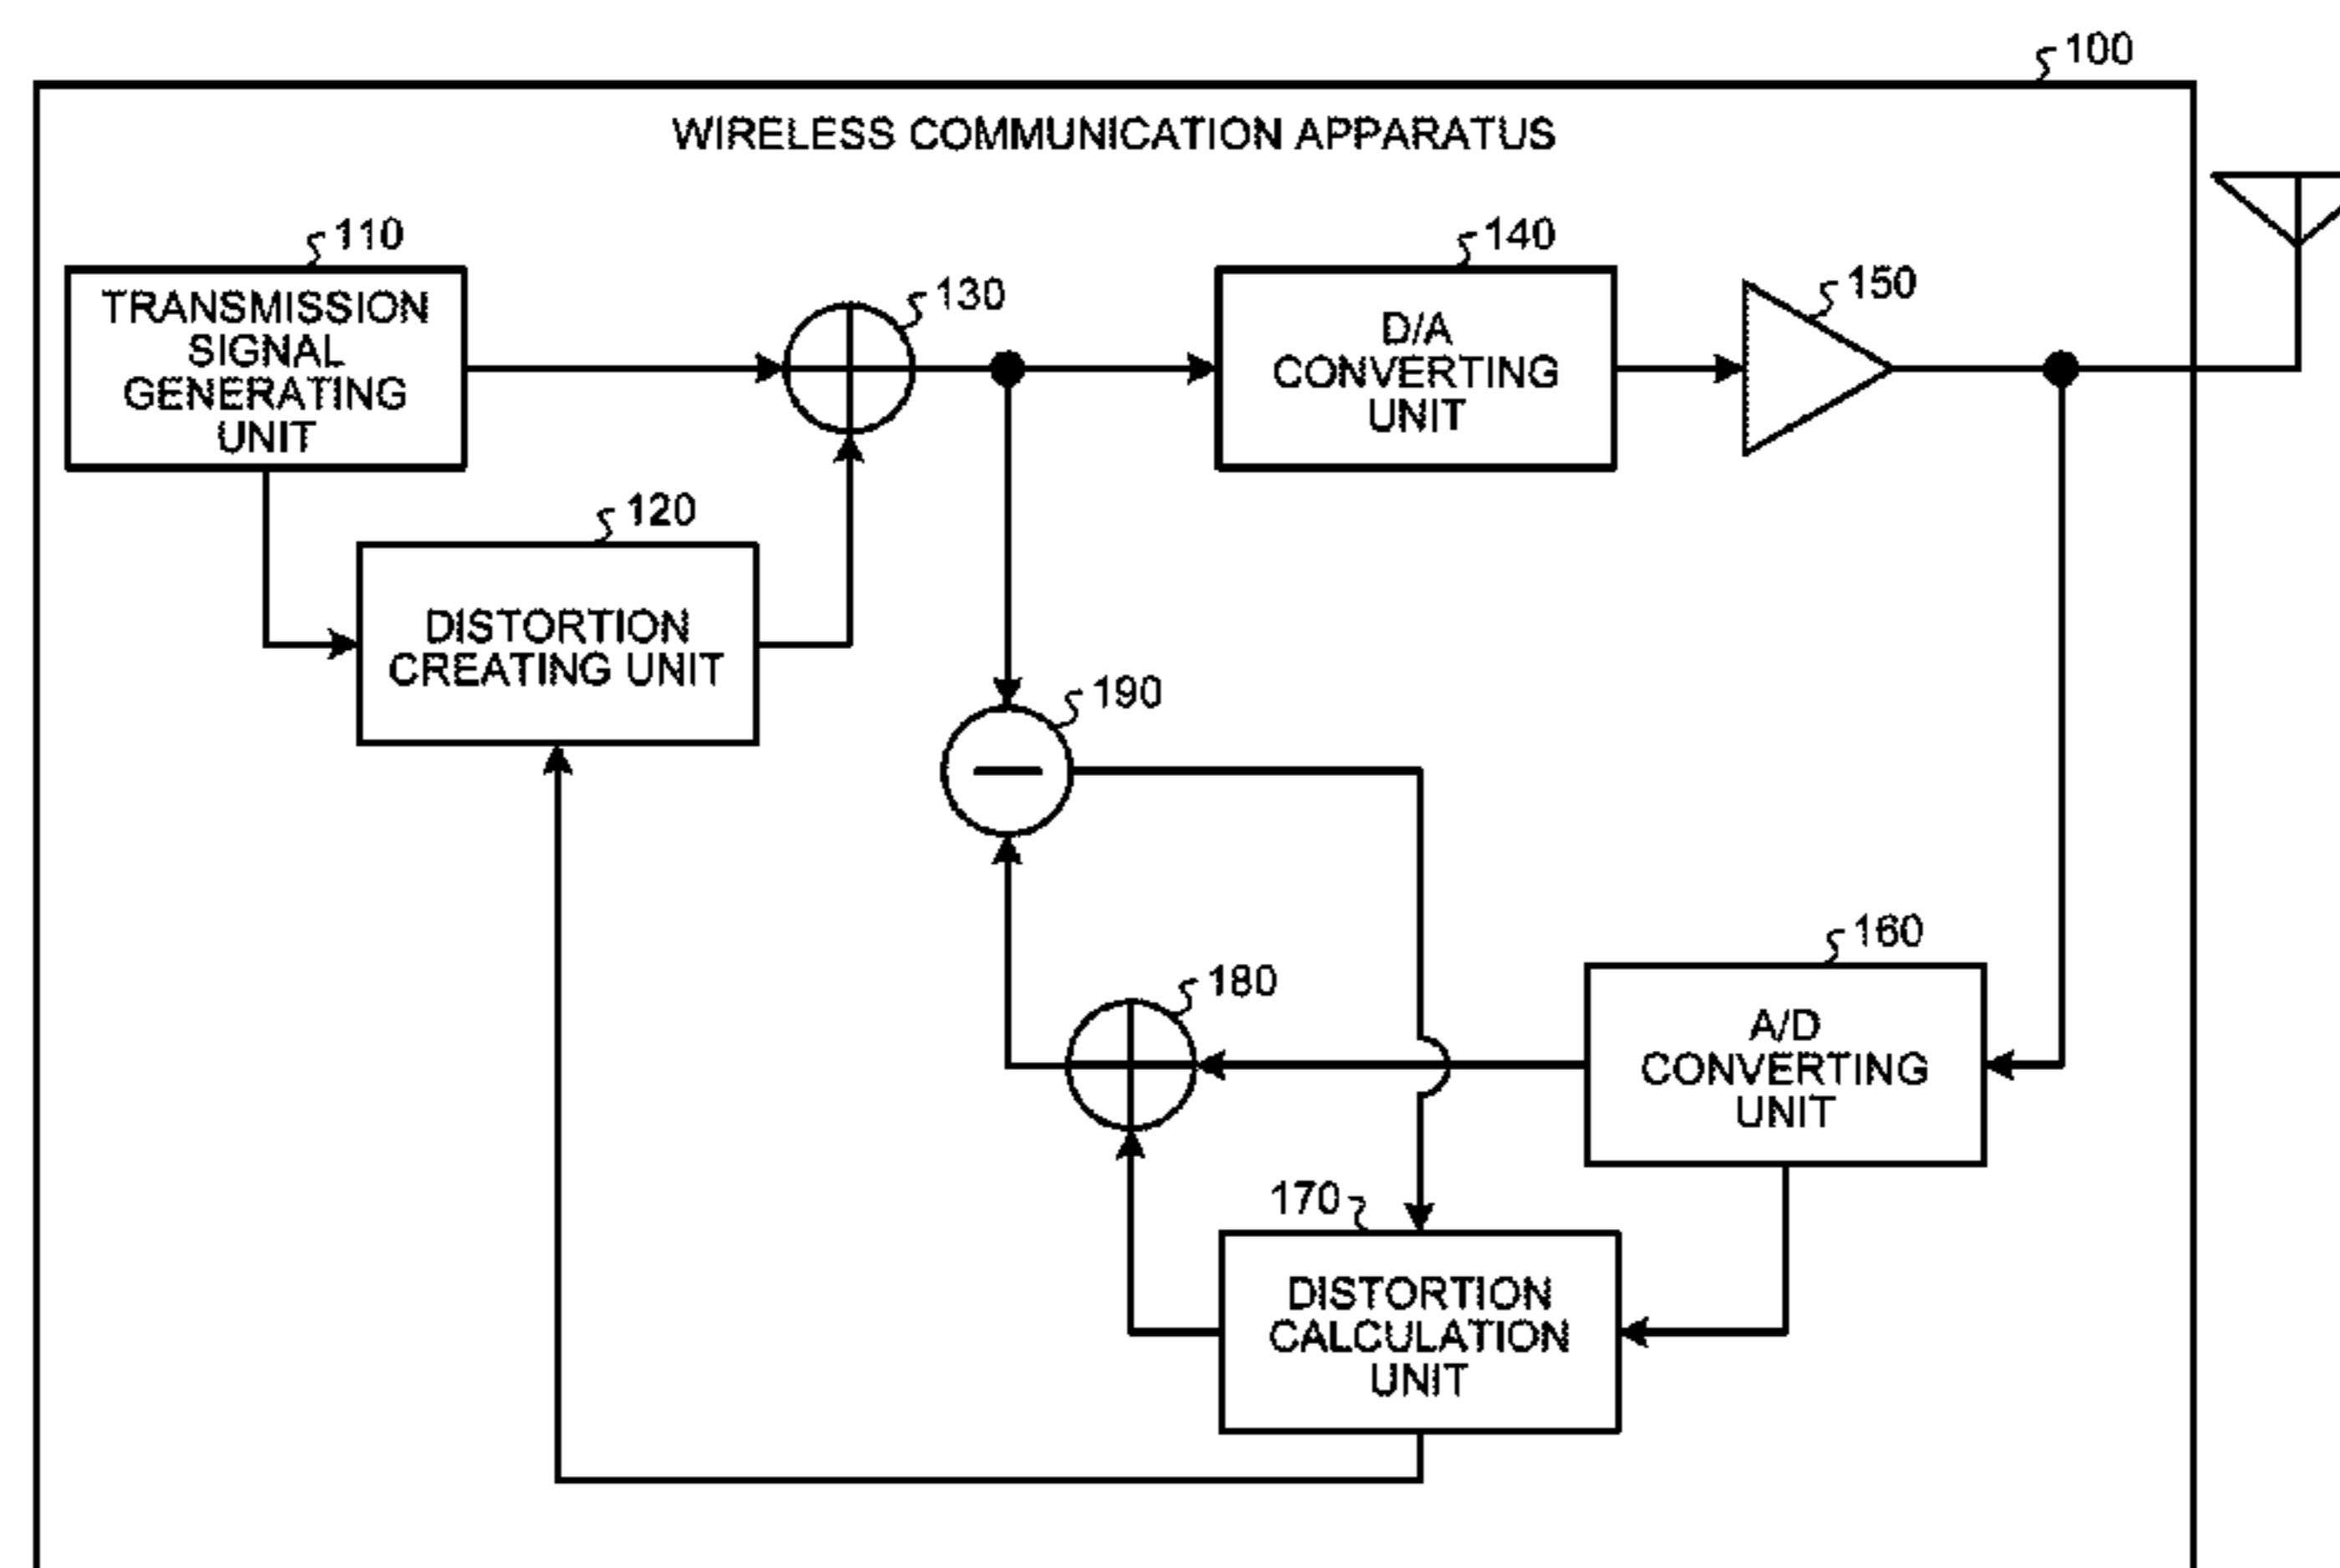 100
WIRELESS COMMUNICATION APPARATUS
110
TRANSMISSION
SIGNAL
GENERATING
UNIT
130
140
D/A
CONVERTING
UNIT
150
120
DISTORTION
CREATING UNIT
190
160
A/D
CONVERTING
UNIT
180
170
DISTORTION
CALCULATION
UNIT